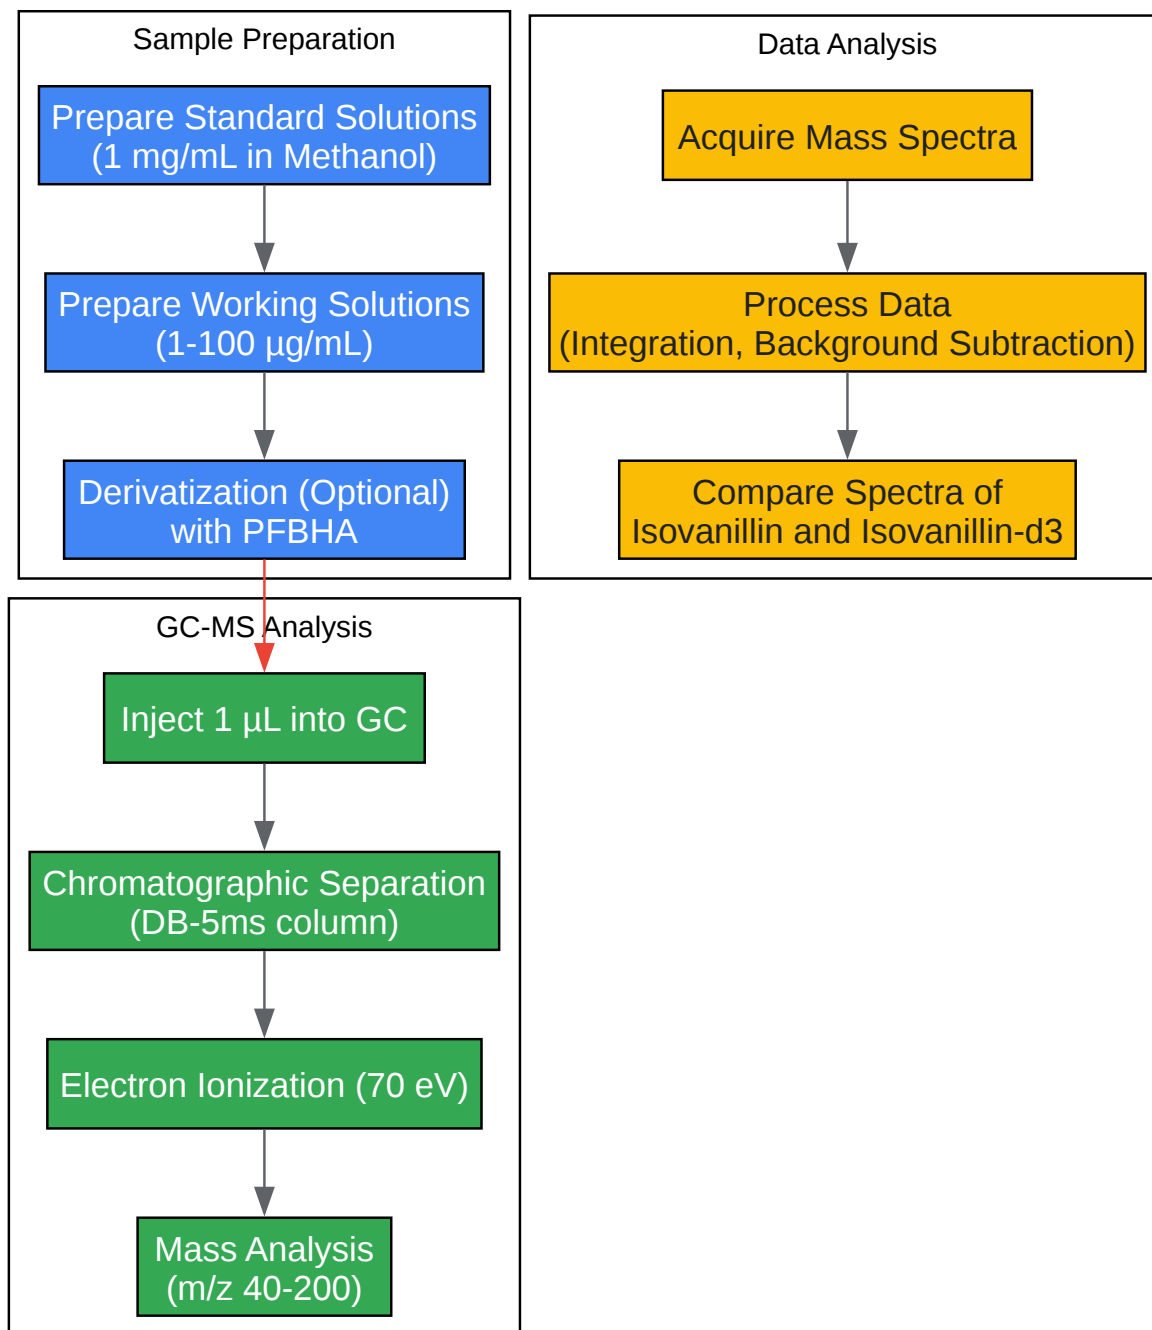 Sample Preparation
Prepare Standard Solutions
(1 mg/mL in Methanol)
Prepare Working Solutions
(1-100 µg/mL)
Derivatization (Optional)
with PFBHA
GC-MS Analysis
Inject 1 µL into GC
Chromatographic Separation
(DB-5ms column)
Electron Ionization (70 eV)
Mass Analysis
(m/z 40-200)
Data Analysis
Acquire Mass Spectra
Process Data
(Integration, Background Subtraction)
Compare Spectra of
Isovanillin and Isovanillin-d3